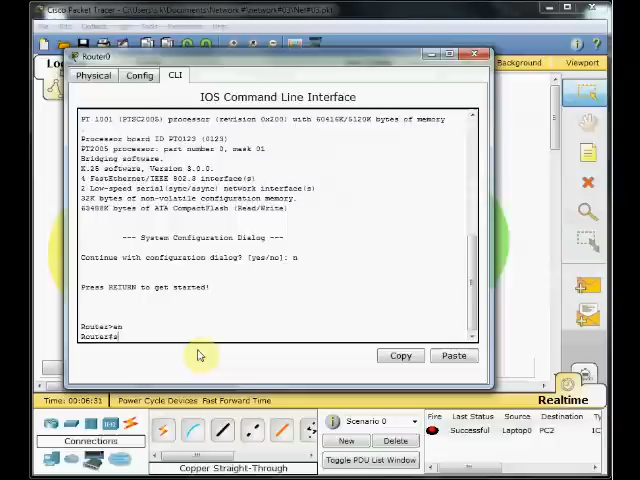 Cisco Packet Tracer
Router0
Physical
Config
CLI
IOS Command Line Interface
PT 1001 (PTSC2005) processor (revision 0x200) with 60416K/5120K bytes of memory
.
Processor board ID PT0123 (0123)
PT2005 processor: part number 0, mask 01
Bridging software.
X.25 software, Version 3.0.0.
4 FastEthernet/IEEE 802.3 interface(s)
2 Low-speed serial(sync/async) network interface(s)
32K bytes of non-volatile configuration memory.
63488K bytes of ATA CompactFlash (Read/Write)
--- System Configuration Dialog ---
Continue with configuration dialog? [yes/no]: n
Press RETURN to get started!
Router>en
Router#s
Copy
Paste
Background
Viewport
Realtime
Time: 00:06:31
Power Cycle Devices Fast Forward Time
Connections
Copper Straight-Through
Scenario 0
New
Delete
Toggle PDU List Window
Fire
Last Status
Source
Destination
Successful
Laptop0
PC2